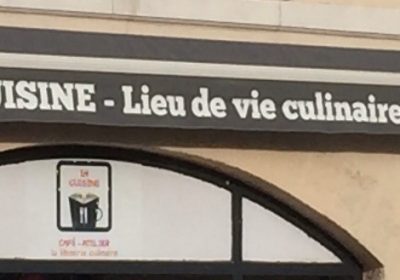 UISINE - Lieu de vie culinaire
LA
CUISINE
CAFÉ - ATELIER
la librairie culinaire